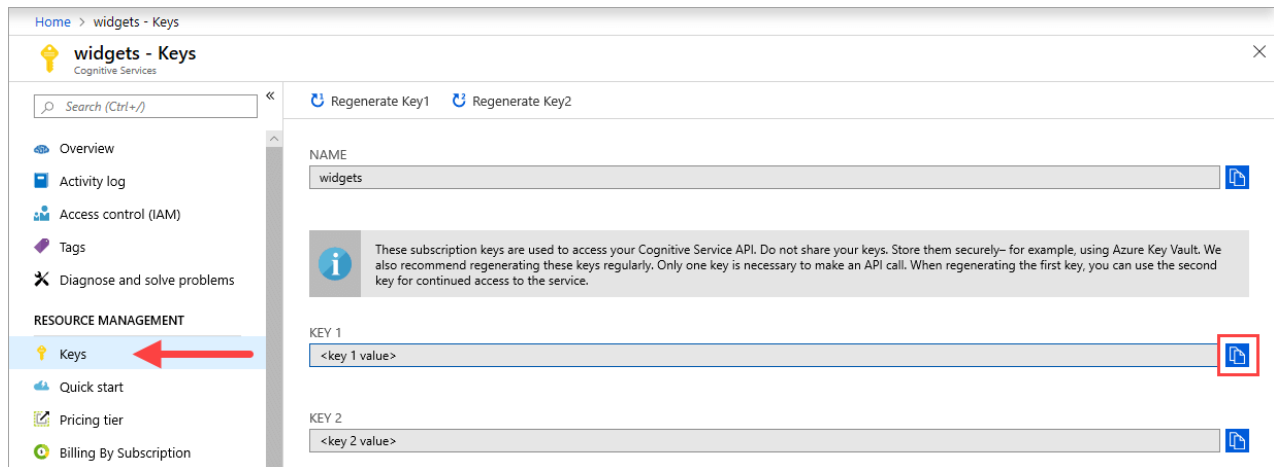 Home > widgets - Keys
widgets - Keys
Cognitive Services
Search (Ctrl+/)
«
Overview
Activity log
Access control (IAM)
Tags
Diagnose and solve problems
RESOURCE MANAGEMENT
Keys
Quick start
Pricing tier
Billing By Subscription
Regenerate Key1 Regenerate Key2
NAME
widgets
These subscription keys are used to access your Cognitive Service API. Do not share your keys. Store them securely– for example, using Azure Key Vault. We
also recommend regenerating these keys regularly. Only one key is necessary to make an API call. When regenerating the first key, you can use the second
key for continued access to the service.
KEY 1
<key 1 value>
KEY 2
<key 2 value>